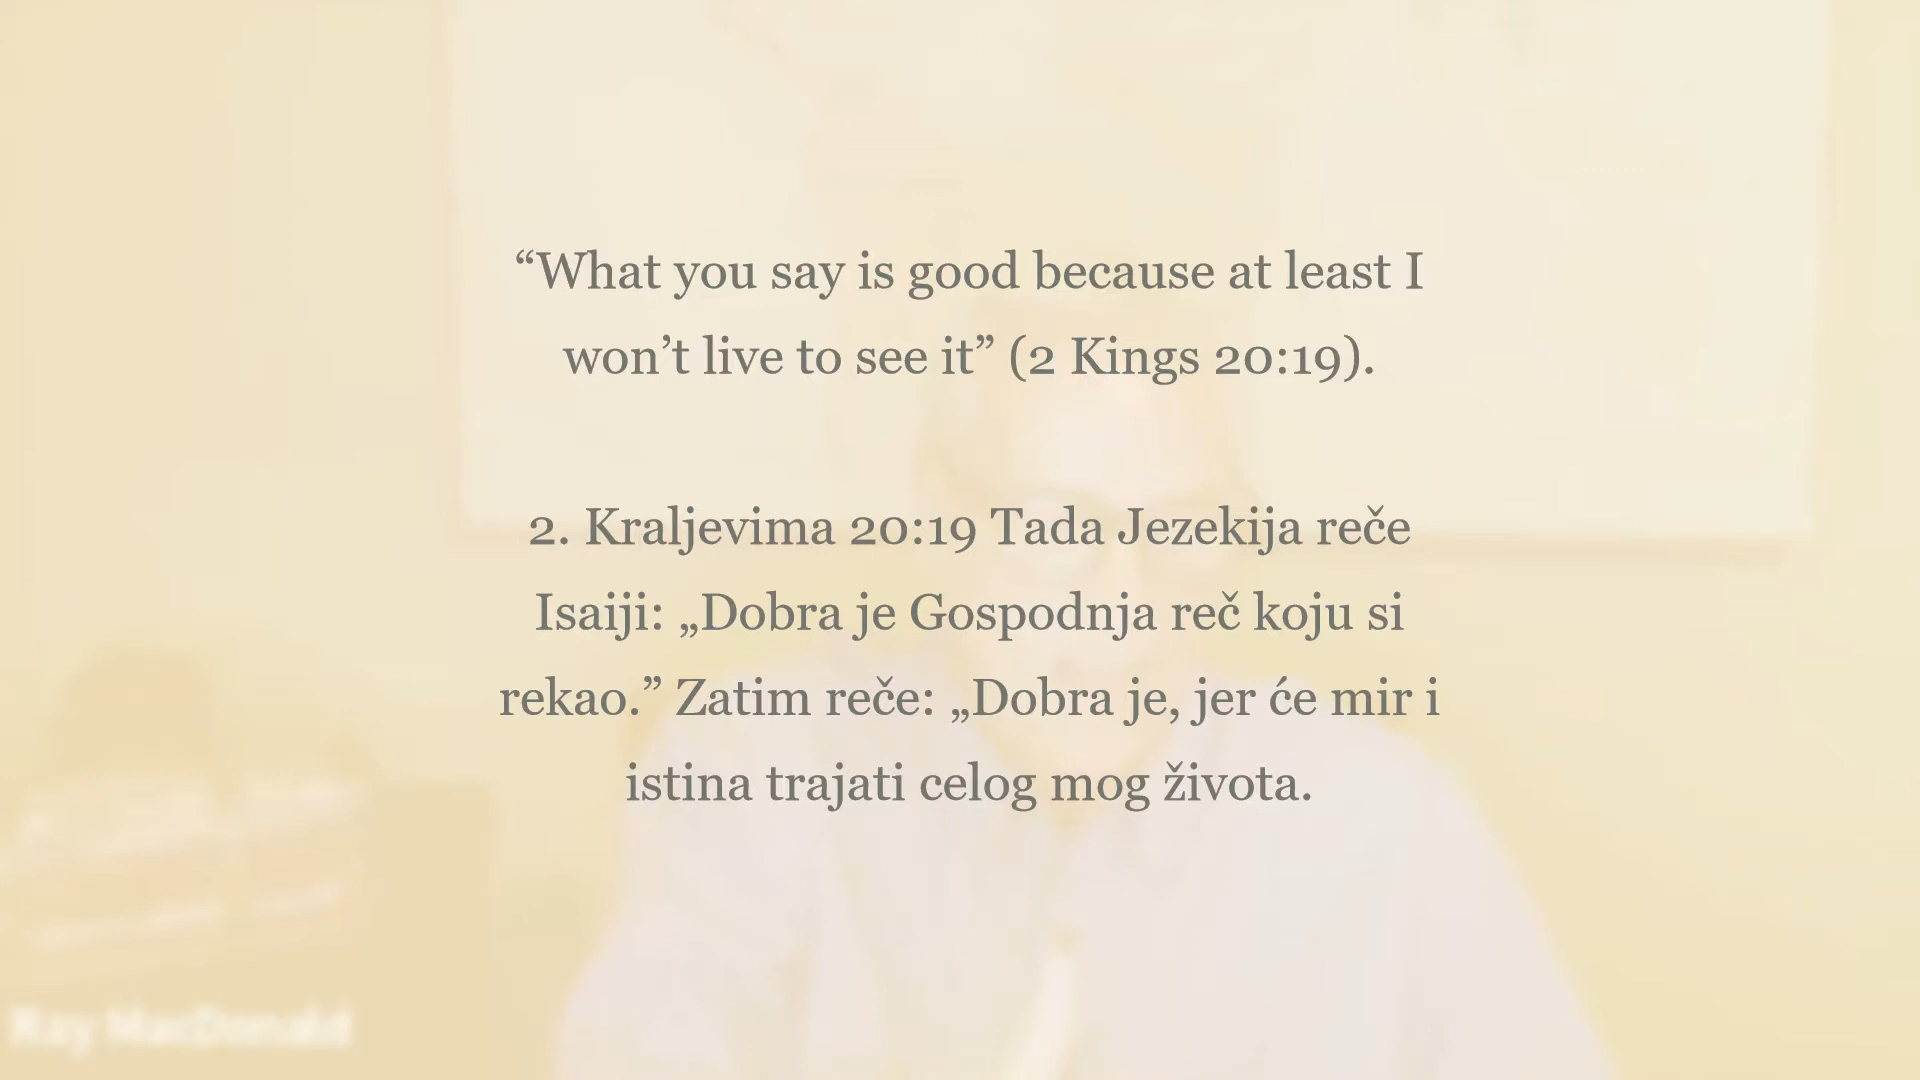 “What you say is good because at least I
won’t live to see it” (2 Kings 20:19).
2. Kraljevima 20:19 Tada Jezekija reče
Isaiji: „Dobra je Gospodnja reč koju si
rekao.” Zatim reče: „Dobra je, jer će mir i
istina trajati celog mog života.
Ray MacDonald